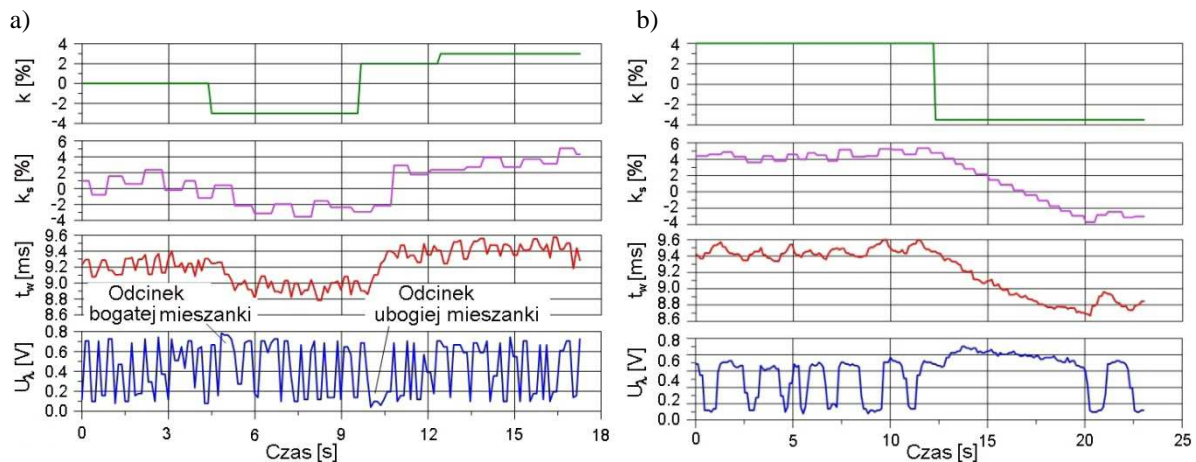 a)
4
2
0
-2
-4
k [%]
6
4
2
0
-2
-4
kₛ [%]
9.6
9.4
9.2
9.0
8.8
8.6
t_w [ms]
Odcinek
bogatej mieszanki
Odcinek
ubogiej mieszanki
0.8
0.6
0.4
0.2
0.0
U_λ [V]
0 3 6 9 12 15 18
Czas [s]
b)
4
2
0
-2
-4
k [%]
6
4
2
0
-2
-4
kₛ [%]
9.6
9.4
9.2
9.0
8.8
8.6
t_w [ms]
0.8
0.6
0.4
0.2
0.0
U_λ [V]
0 5 10 15 20 25
Czas [s]